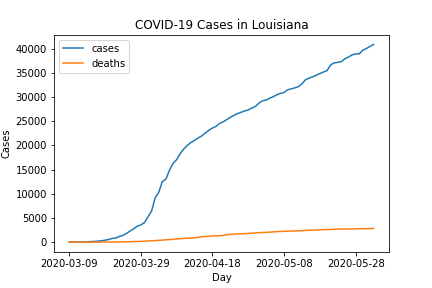 COVID-19 Cases in Louisiana
cases
deaths
40000
35000
30000
25000
20000
15000
10000
5000
0
Cases
2020-03-09 2020-03-29 2020-04-18 2020-05-08 2020-05-28
Day